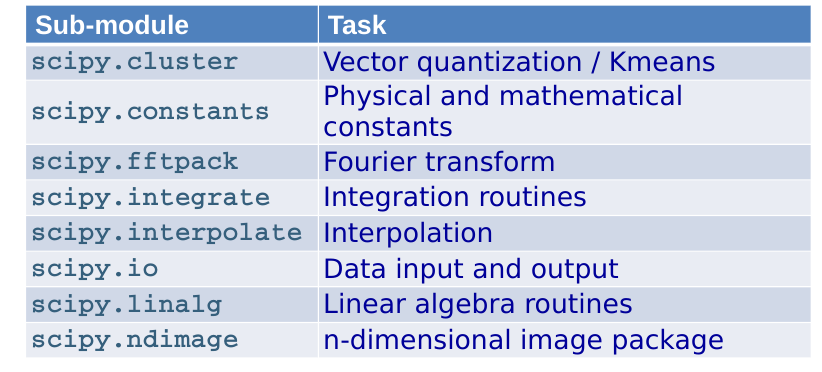 Sub-module Task
scipy.cluster Vector quantization / Kmeans
scipy.constants Physical and mathematical
constants
scipy.fftpack Fourier transform
scipy.integrate Integration routines
scipy.interpolate Interpolation
scipy.io Data input and output
scipy.linalg Linear algebra routines
scipy.ndimage n-dimensional image package